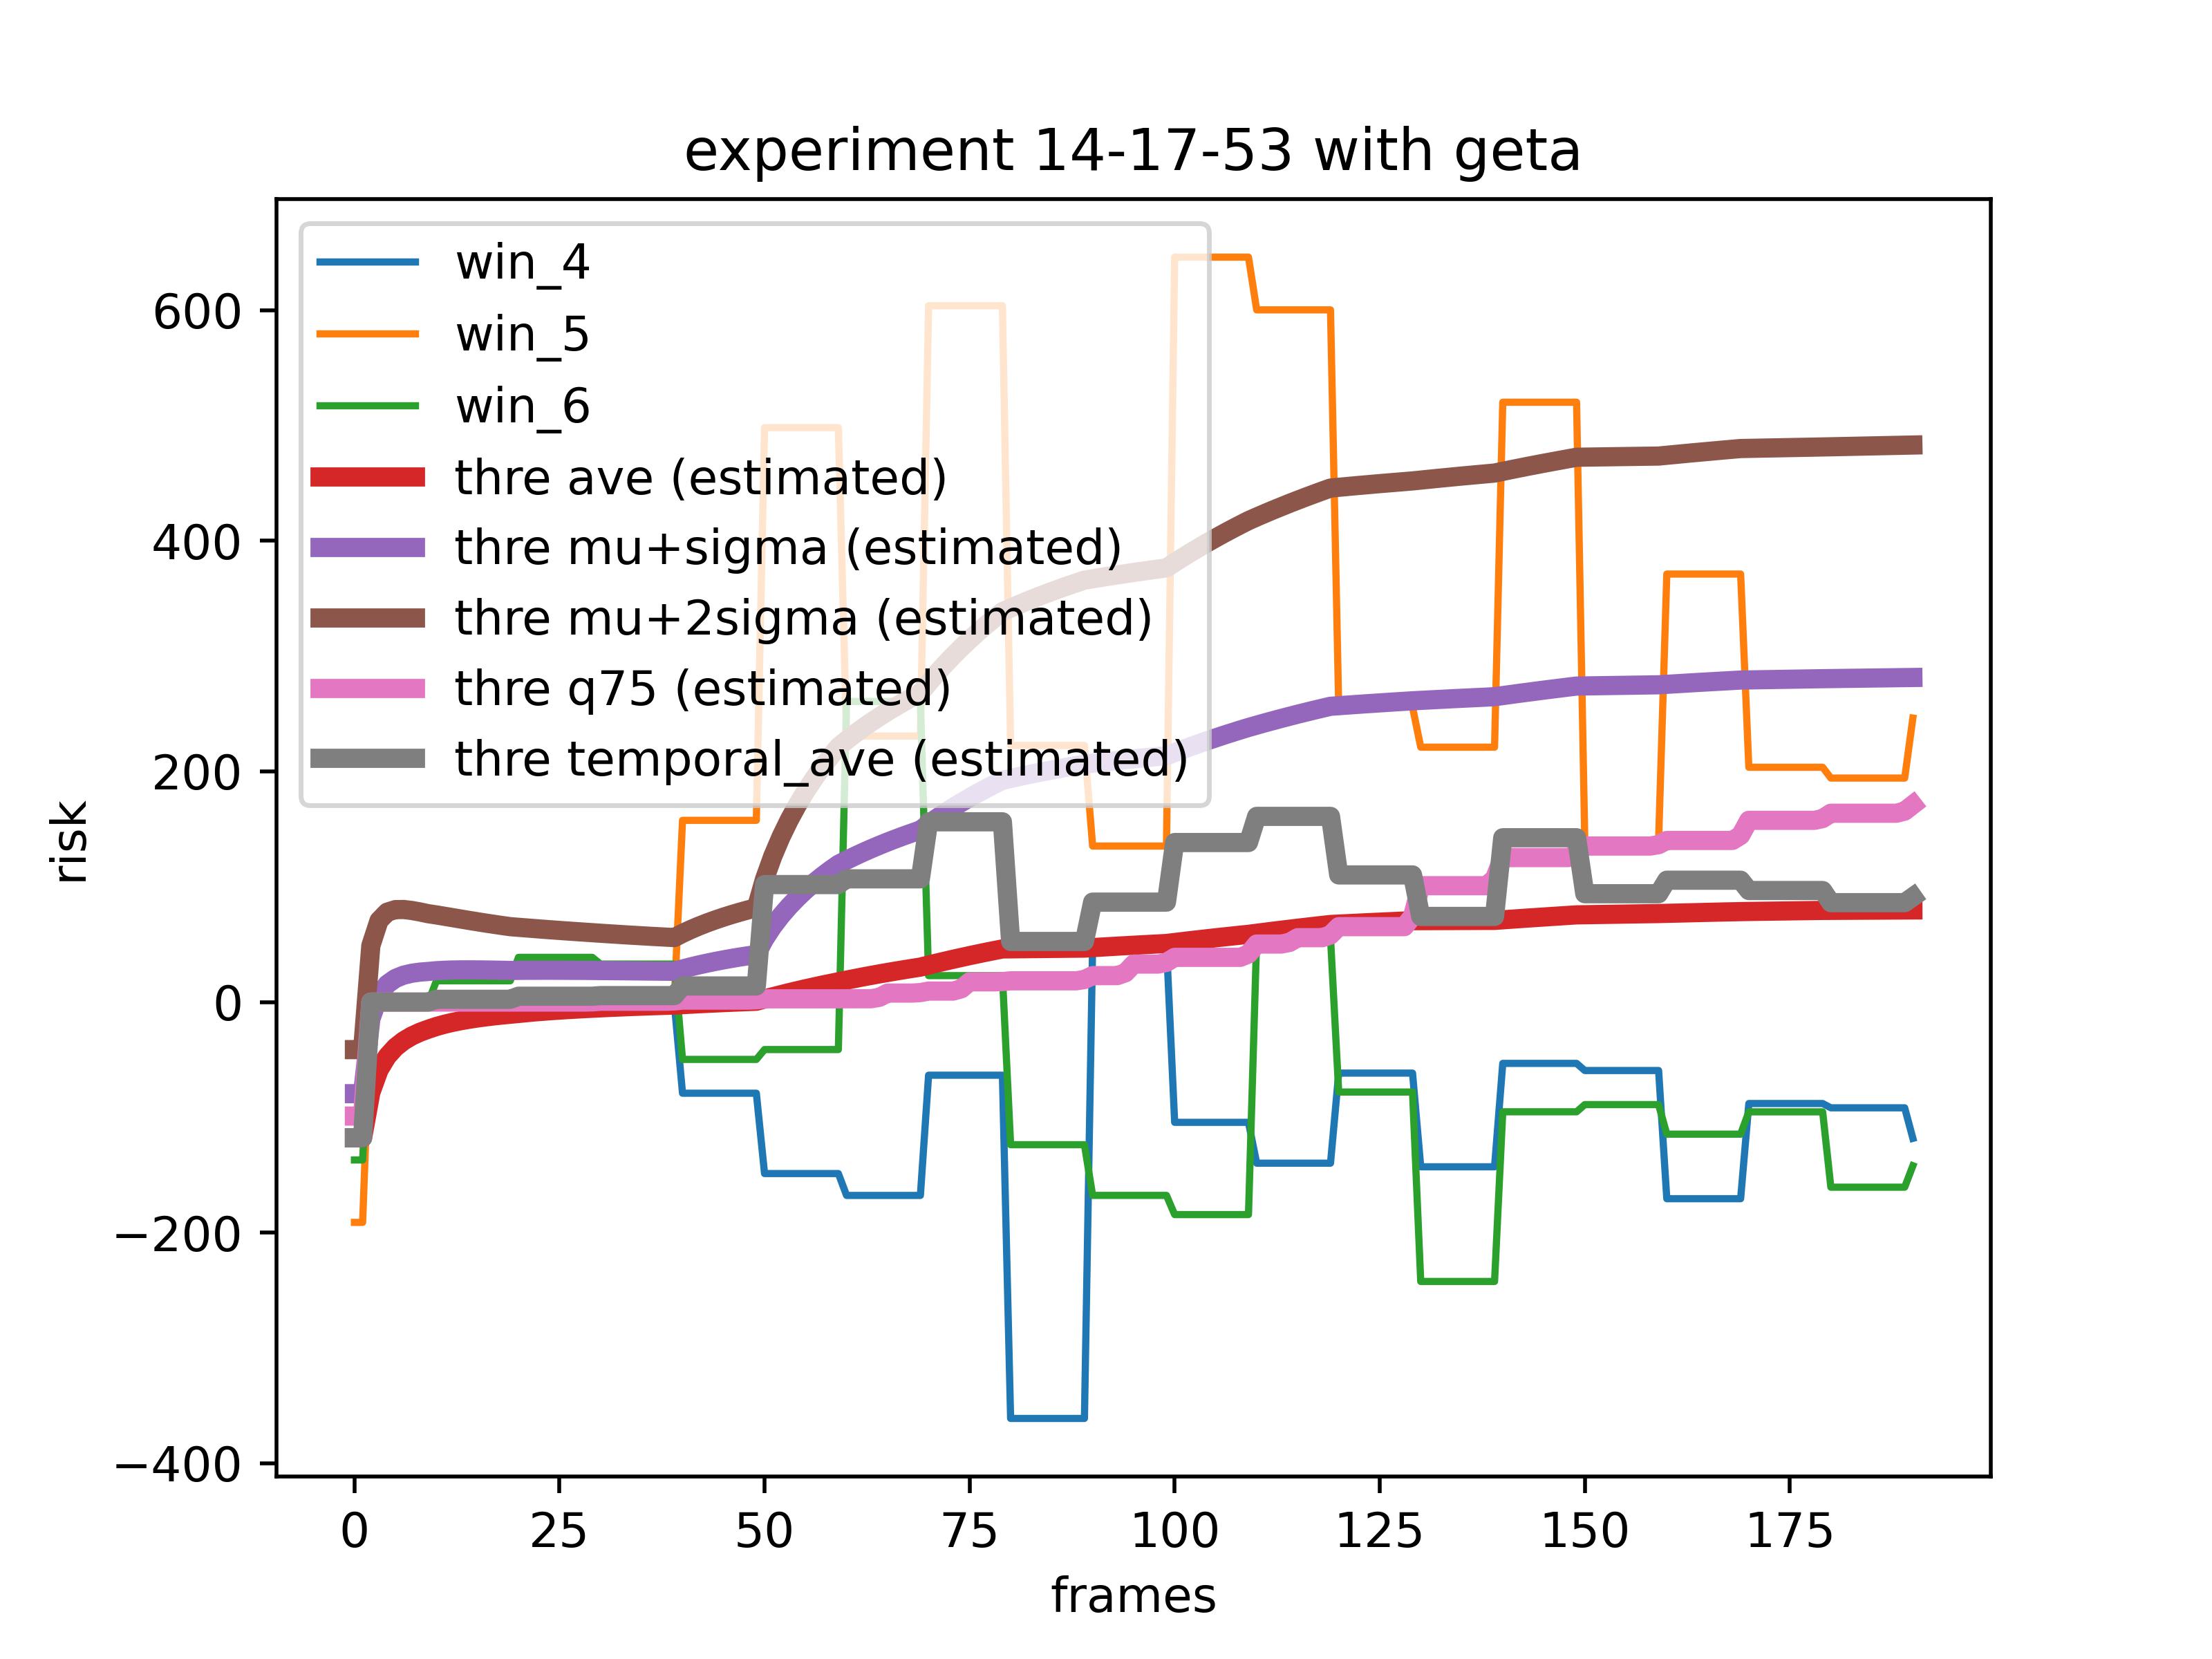 experiment 14-17-53 with geta
win_4
win_5
win_6
thre ave (estimated)
thre mu+sigma (estimated)
thre mu+2sigma (estimated)
thre q75 (estimated)
thre temporal_ave (estimated)
risk
600
400
200
0
−200
−400
0 25 50 75 100 125 150 175
frames